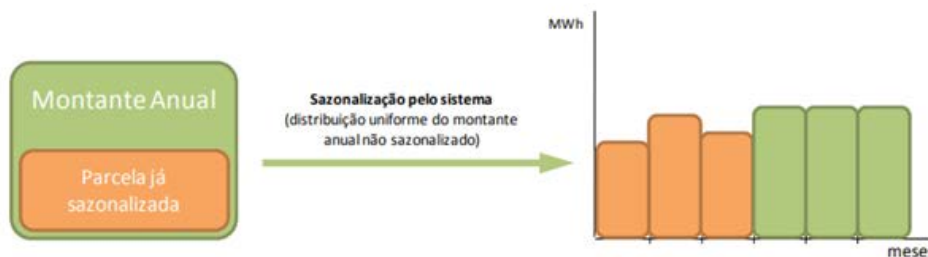 Montante Anual
Parcela já
sazonalizada
Sazonalização pelo sistema
(distribuição uniforme do montante
anual não sazonalizado)
MWh
mese